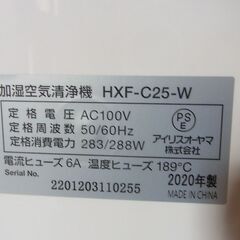 加湿空気清浄機 HXF-C25-W
定格電圧 AC100V
定格周波数 50/60Hz
定格消費電力 283/288W
PSE
アイリスオーヤマ株式会社
電流ヒューズ 6A 温度ヒューズ 189℃
Serial No.
2201203110255
2020年製
MADE IN CHINA